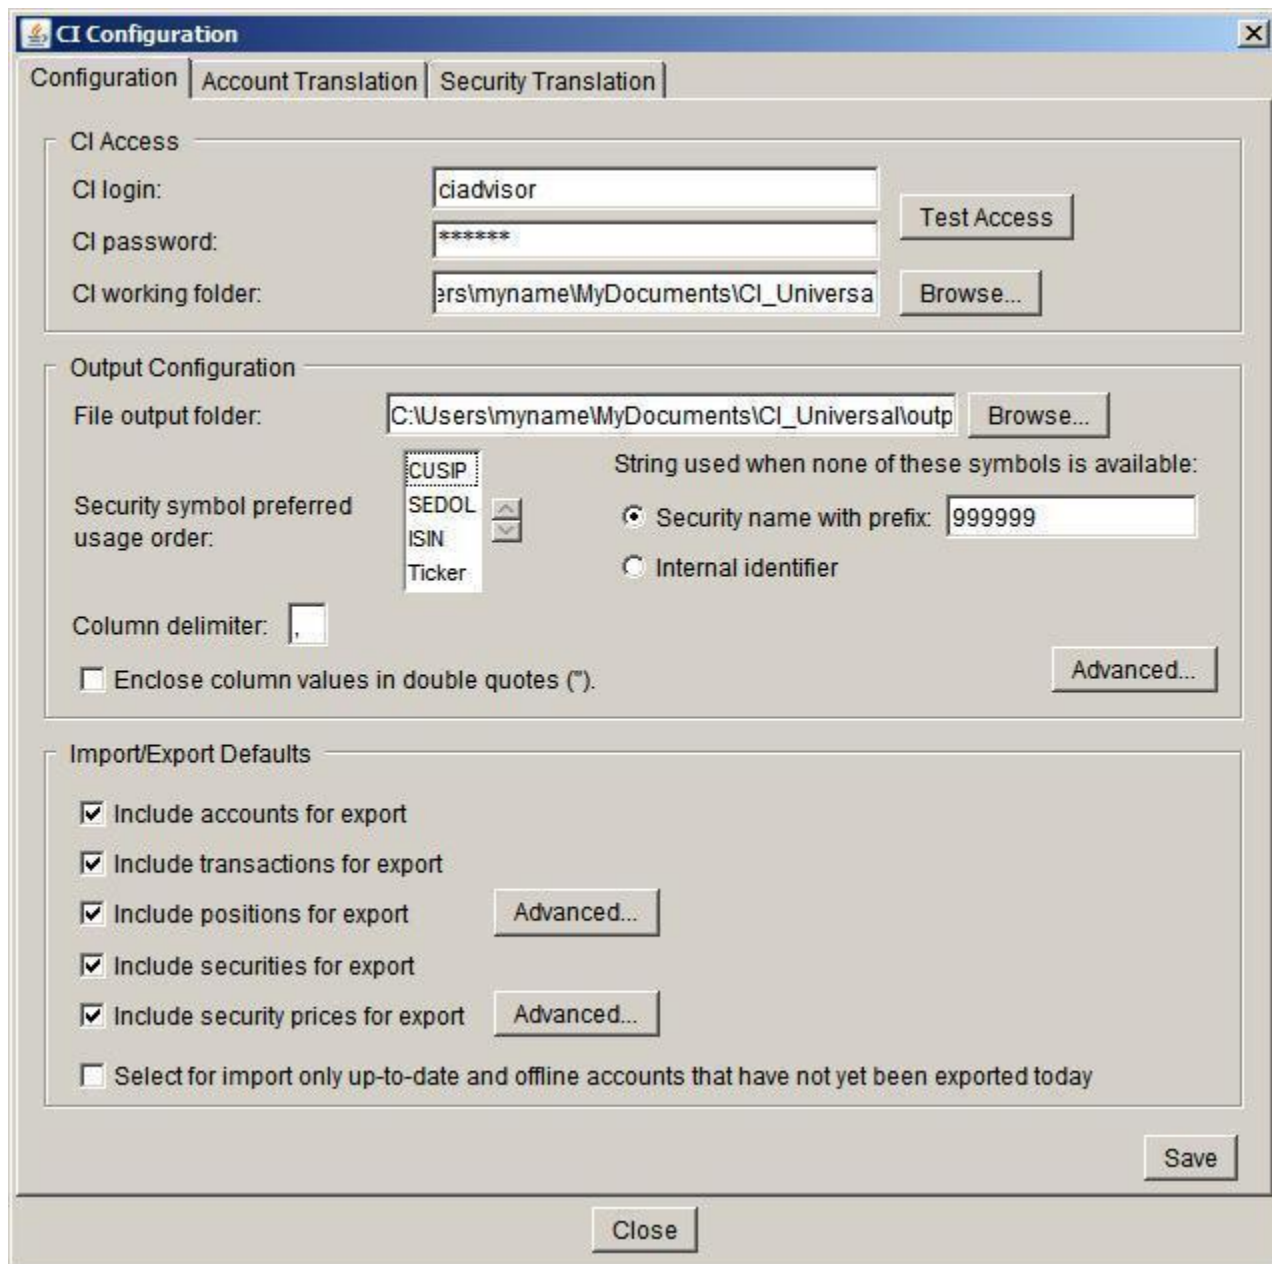 CI Configuration
Configuration
Account Translation
Security Translation
CI Access
CI login:
ciadvisor
Test Access
CI password:
******
CI working folder:
ers\myname\MyDocuments\CI_Universa
Browse...
Output Configuration
File output folder:
C:\Users\myname\MyDocuments\CI_Universal\outp
Browse...
Security symbol preferred
usage order:
CUSIP
SEDOL
ISIN
Ticker
String used when none of these symbols is available:
Security name with prefix:
999999
Internal identifier
Column delimiter:
,
Enclose column values in double quotes (").
Advanced...
Import/Export Defaults
Include accounts for export
Include transactions for export
Include positions for export
Advanced...
Include securities for export
Include security prices for export
Advanced...
Select for import only up-to-date and offline accounts that have not yet been exported today
Save
Close